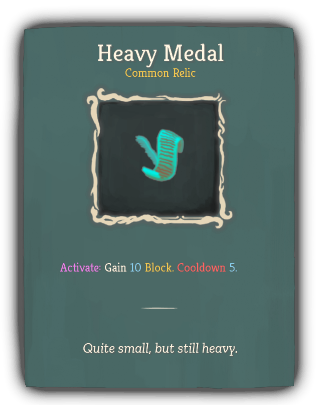 Heavy Medal
Common Relic
Activate: Gain 10 Block. Cooldown 5.
Quite small, but still heavy.